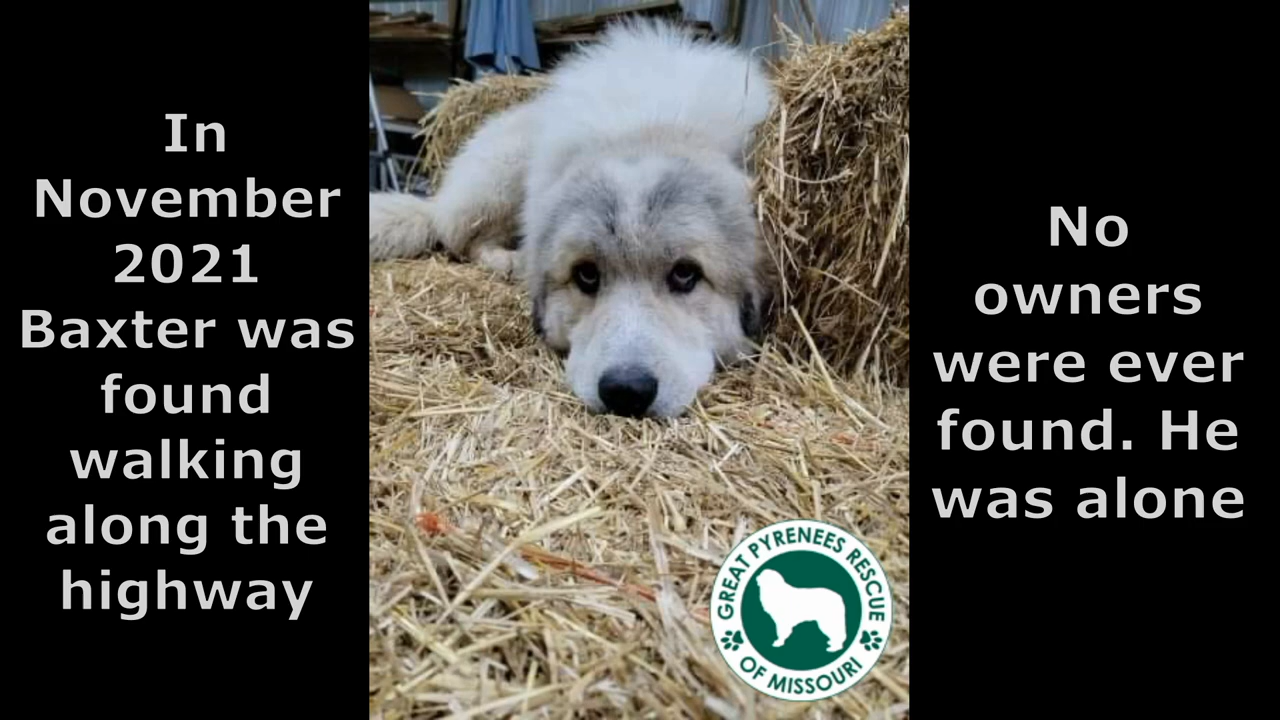 In
November
2021
Baxter was
found
walking
along the
highway
No
owners
were ever
found. He
was alone
GREAT PYRENEES RESCUE
OF MISSOURI